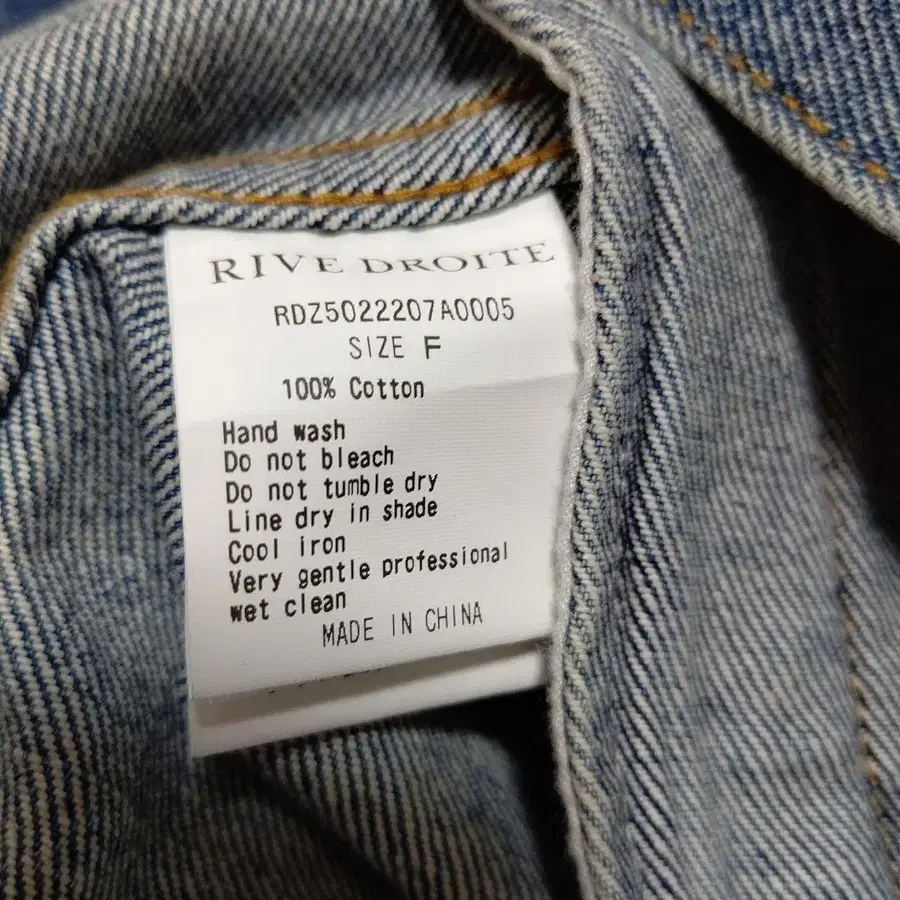 RIVE DROITE
RDZ5022207A0005
SIZE F
100% Cotton
Hand wash
Do not bleach
Do not tumble dry
Line dry in shade
Cool iron
Very gentle professional
wet clean
MADE IN CHINA